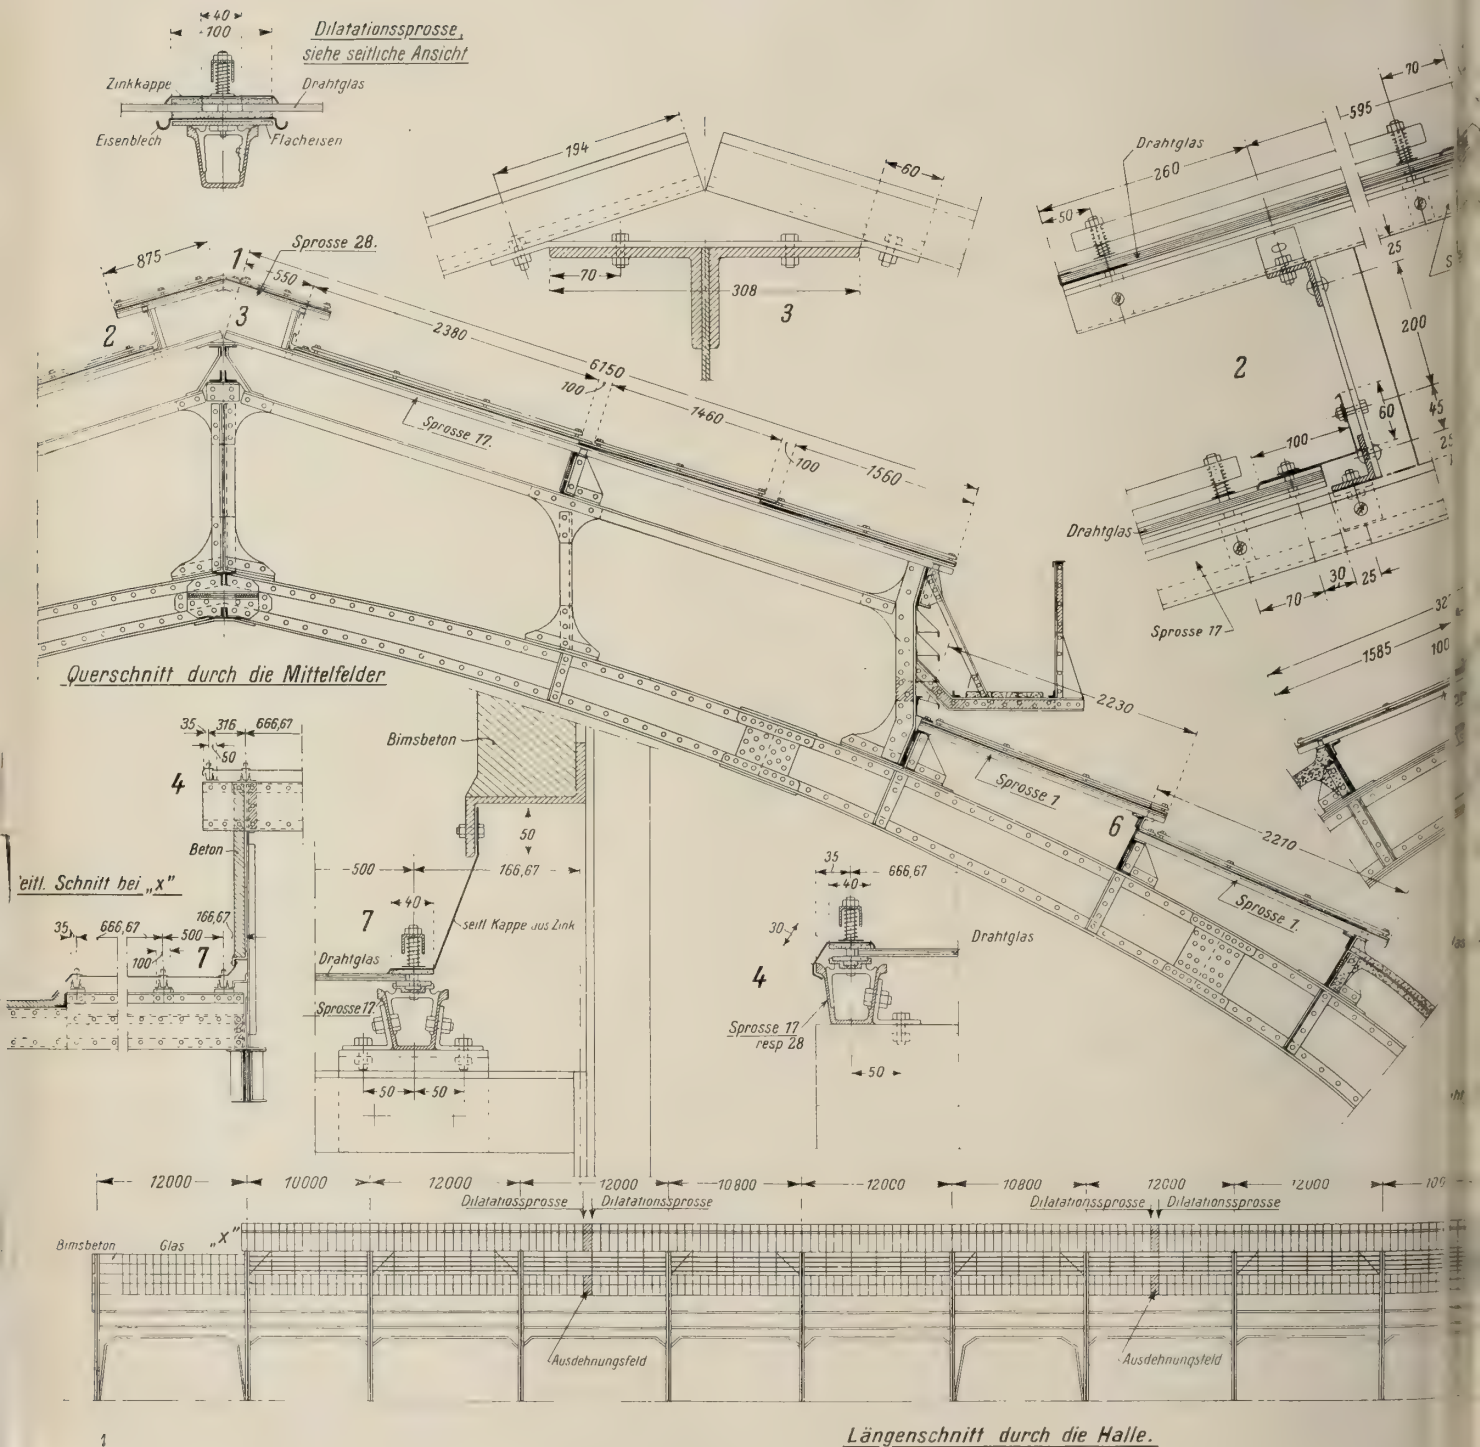 40
100
Dilatationssprosse,
siehe seitliche Ansicht
Zinkkappe
Drahtglas
Eisenblech
Flacheisen
875
1
Sprosse 28.
550
2
3
2380
6150
100
1460
100
1560
Sprosse 17.
194
60
70
308
3
70
595
Drahtglas
260
50
25
200
2
60
45
100
Drahtglas
30
25
70
Sprosse 17
1585
100
Querschnitt durch die Mittelfelder
2230
Sprosse 1
6
2210
Sprosse 1.
35
316
666,67
50
4
Beton
eitl. Schnitt bei „x"
35
666,67
166,67
500
100
7
Bimsbeton
50
500
166,67
7
40
seitl Kappe aus Zink
Drahtglas
Sprosse 17.
50
50
35
666,67
40
30
Drahtglas
4
Sprosse 17
resp 28
50
12000
10000
12000
12000
10800
12000
10800
12000
12000
Dilatationssprosse
Dilatationssprosse
Dilatationssprosse
Dilatationssprosse
Bimsbeton
Glas
„x"
Ausdehnungsfeld
Ausdehnungsfeld
Längenschnitt durch die Halle.